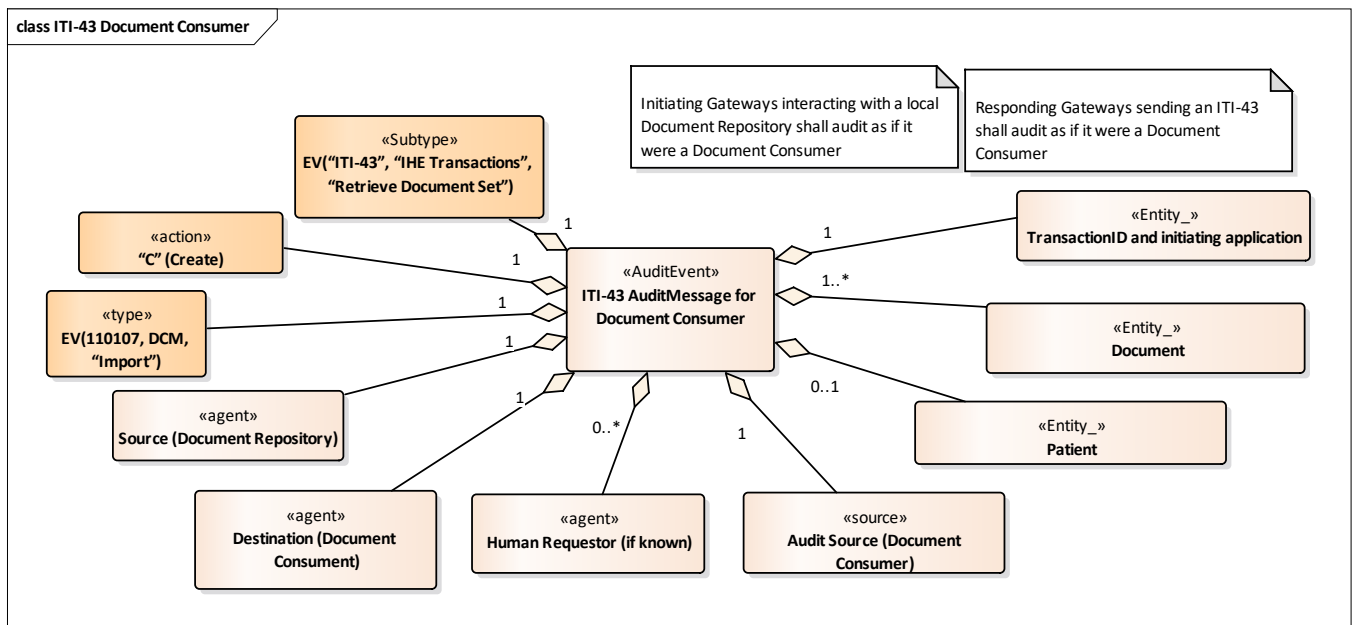 class ITI-43 Document Consumer
Initiating Gateways interacting with a local
Document Repository shall audit as if it
were a Document Consumer
Responding Gateways sending an ITI-43
shall audit as if it were a Document
Consumer
«Subtype»
EV(“ITI-43”, “IHE Transactions”,
“Retrieve Document Set”)
1
«action»
“C” (Create)
1
«type»
EV(110107, DCM,
“Import”)
1
«agent»
Source (Document Repository)
1
«agent»
Destination (Document
Consument)
1
«agent»
Human Requestor (if known)
0..*
«source»
Audit Source (Document
Consumer)
1
«AuditEvent»
ITI-43 AuditMessage for
Document Consumer
«Entity_»
TransactionID and initiating application
1
«Entity_»
Document
1..*
«Entity_»
Patient
0..1